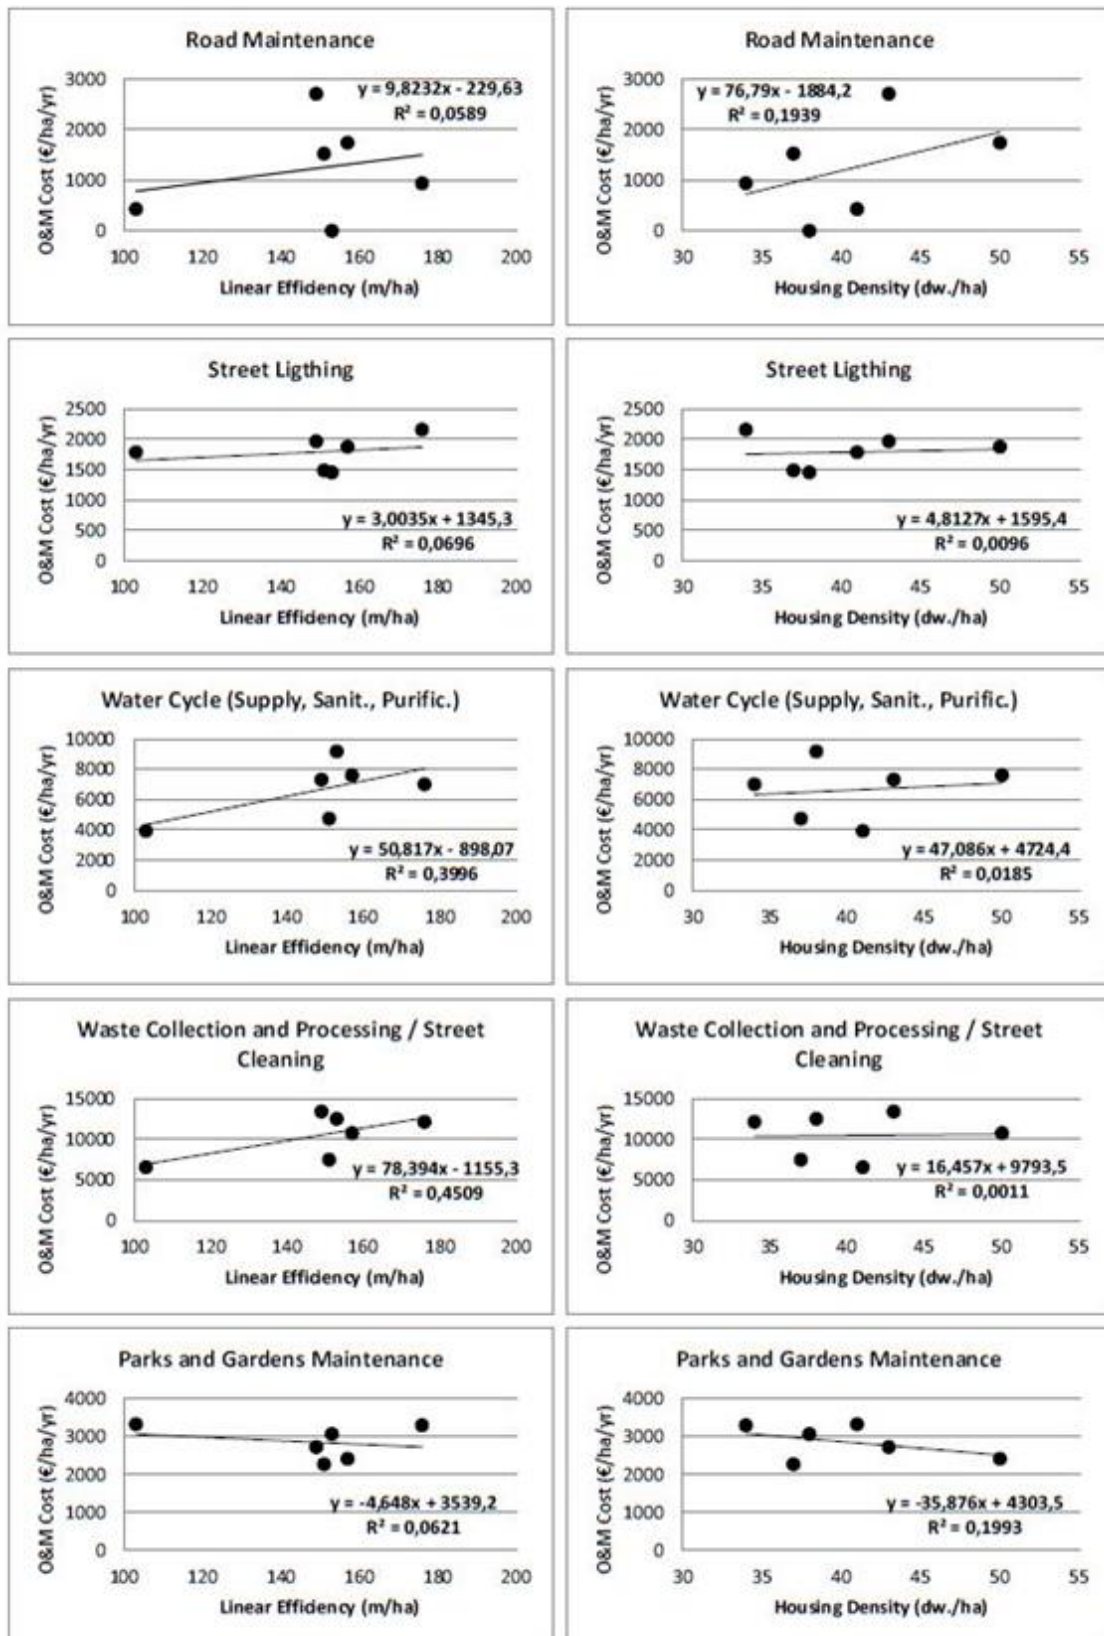 Road Maintenance
O&M Cost (€/ha/yr)
3000
2000
1000
0
y = 9,8232x - 229,63
R² = 0,0589
100 120 140 160 180 200
Linear Efficiency (m/ha)
Road Maintenance
O&M Cost (€/ha/yr)
3000
2000
1000
0
y = 76,79x - 1884,2
R² = 0,1939
30 35 40 45 50 55
Housing Density (dw./ha)
Street Ligthing
O&M Cost (€/ha/yr)
2500
2000
1500
1000
500
0
y = 3,0035x + 1345,3
R² = 0,0696
100 120 140 160 180 200
Linear Efficiency (m/ha)
Street Ligthing
O&M Cost (€/ha/yr)
2500
2000
1500
1000
500
0
y = 4,8127x + 1595,4
R² = 0,0096
30 35 40 45 50 55
Housing Density (dw./ha)
Water Cycle (Supply, Sanit., Purific.)
O&M Cost (€/ha/yr)
10000
8000
6000
4000
2000
0
y = 50,817x - 898,07
R² = 0,3996
100 120 140 160 180 200
Linear Efficiency (m/ha)
Water Cycle (Supply, Sanit., Purific.)
O&M Cost (€/ha/yr)
10000
8000
6000
4000
2000
0
y = 47,086x + 4724,4
R² = 0,0185
30 35 40 45 50 55
Housing Density (dw./ha)
Waste Collection and Processing / Street
Cleaning
O&M Cost (€/ha/yr)
15000
10000
5000
0
y = 78,394x - 1155,3
R² = 0,4509
100 120 140 160 180 200
Linear Efficiency (m/ha)
Waste Collection and Processing / Street
Cleaning
O&M Cost (€/ha/yr)
15000
10000
5000
0
y = 16,457x + 9793,5
R² = 0,0011
30 35 40 45 50 55
Housing Density (dw./ha)
Parks and Gardens Maintenance
O&M Cost (€/ha/yr)
4000
3000
2000
1000
0
y = -4,648x + 3539,2
R² = 0,0621
100 120 140 160 180 200
Linear Efficiency (m/ha)
Parks and Gardens Maintenance
O&M Cost (€/ha/yr)
4000
3000
2000
1000
0
y = -35,876x + 4303,5
R² = 0,1993
30 35 40 45 50 55
Housing Density (dw./ha)